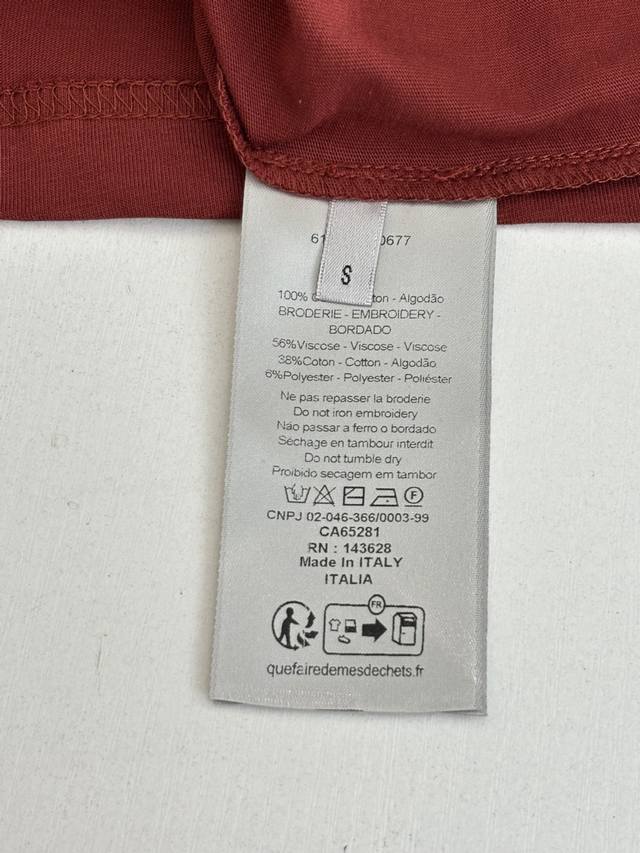 61 0677
S
100% ton - Algodão
BRODERIE - EMBROIDERY -
BORDADO
56%Viscose - Viscose - Viscose
38%Coton - Cotton - Algodão
6%Polyester - Polyester - Poliéster
Ne pas repasser la broderie
Do not iron embroidery
Não passar a ferro o bordado
Séchage en tambour interdit
Do not tumble dry
Proibido secagem em tambor
F
CNPJ 02-046-366/0003-99
CA65281
RN : 143628
Made In ITALY
ITALIA
FR
quefairedemesdechets.fr